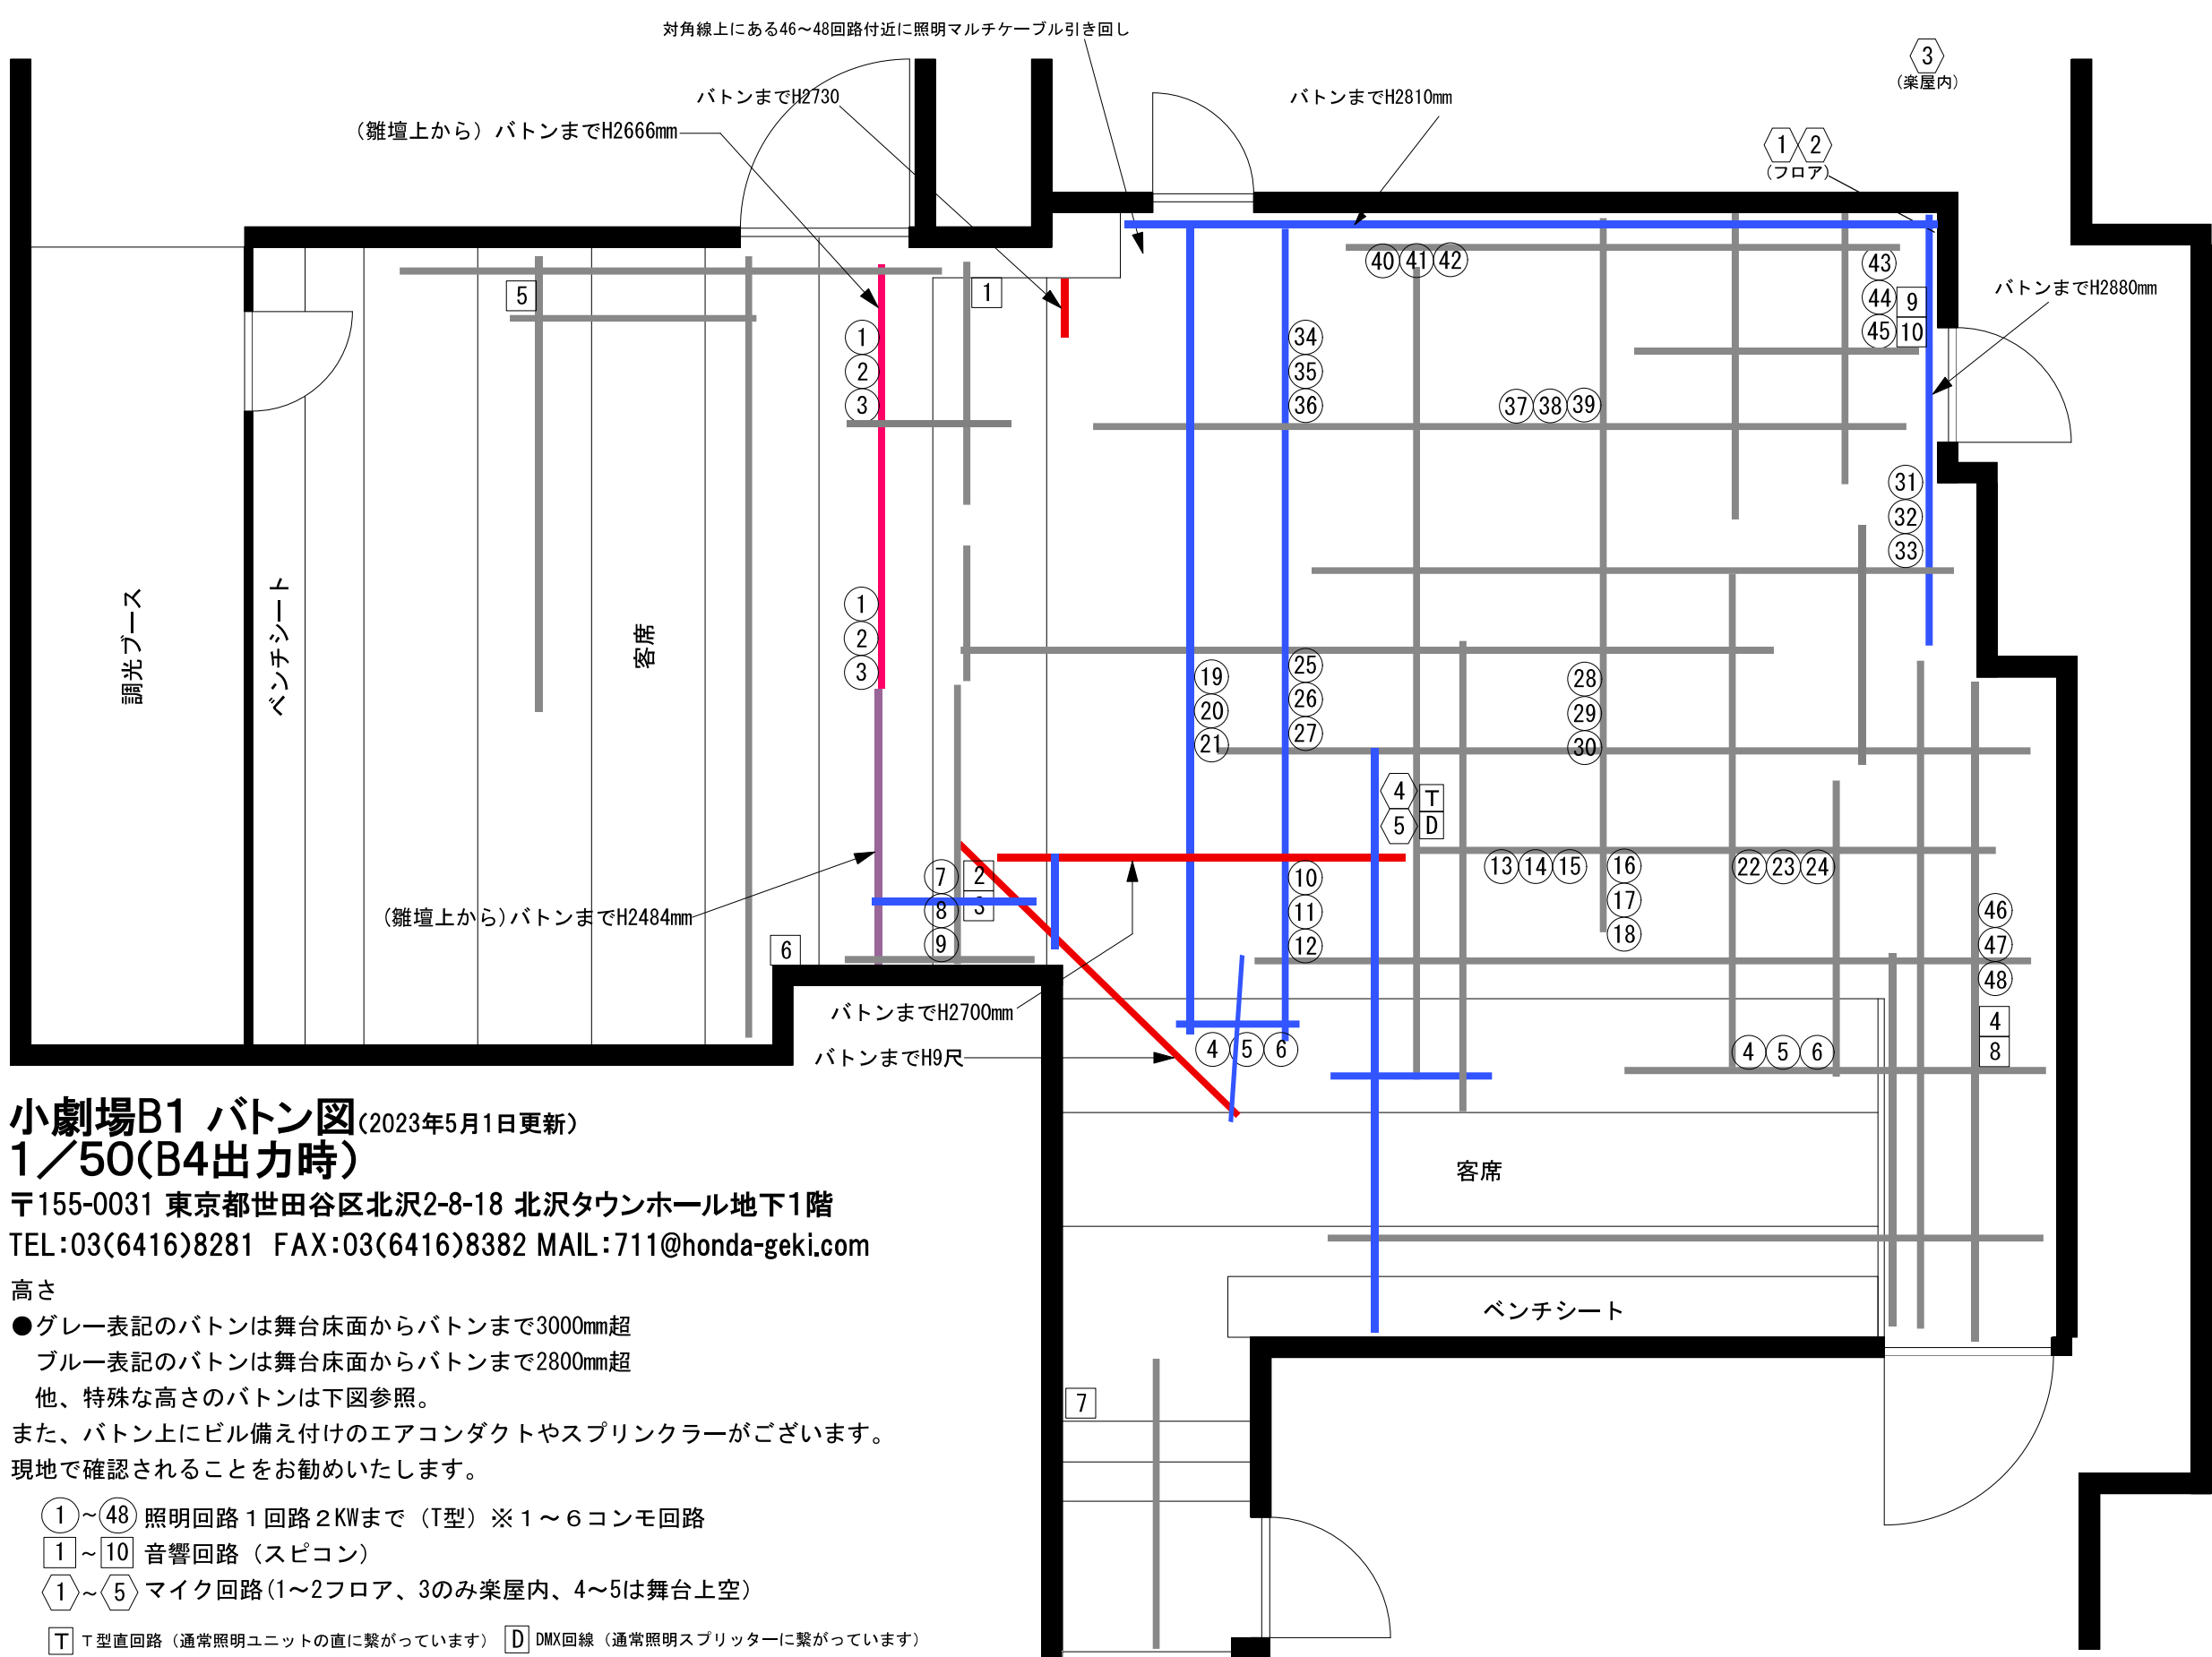 対角線上にある46～48回路付近に照明マルチケーブル引き回し
3
(楽屋内)
バトンまでH2730
バトンまでH2810mm
(雛壇上から) バトンまでH2666mm
1 2
(フロア)
40 41 42
43
44
45
9
10
バトンまでH2880mm
5
1
1
2
3
34
35
36
37 38 39
31
32
33
調光ブース
ベンチシート
客席
1
2
3
19
20
21
25
26
27
28
29
30
4
5
T
D
7
8
9
2
3
10
11
12
13 14 15
16
17
18
22 23 24
46
47
48
(雛壇上から)バトンまでH2484mm
6
バトンまでH2700mm
バトンまでH9尺
4 5 6
4 5 6
4
8
客席
ベンチシート
7
小劇場B1 バトン図(2023年5月1日更新)
1／50(B4出力時)
〒155-0031 東京都世田谷区北沢2-8-18 北沢タウンホール地下1階
TEL:03(6416)8281 FAX:03(6416)8382 MAIL:711@honda-geki.com
高さ
●グレー表記のバトンは舞台床面からバトンまで3000mm超
ブルー表記のバトンは舞台床面からバトンまで2800mm超
他、特殊な高さのバトンは下図参照。
また、バトン上にビル備え付けのエアコンダクトやスプリンクラーがございます。
現地で確認されることをお勧めいたします。
1～48 照明回路１回路２KWまで（T型）※１～６コンモ回路
1～10 音響回路（スピコン）
1～5 マイク回路(1～2フロア、3のみ楽屋内、4～5は舞台上空)
T Ｔ型直回路（通常照明ユニットの直に繋がっています） D DMX回線（通常照明スプリッターに繋がっています）